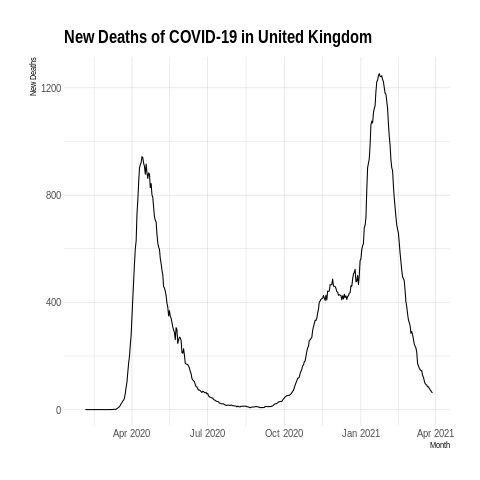 New Deaths of COVID-19 in United Kingdom
New Deaths
1200
800
400
0
Apr 2020 Jul 2020 Oct 2020 Jan 2021 Apr 2021
Month